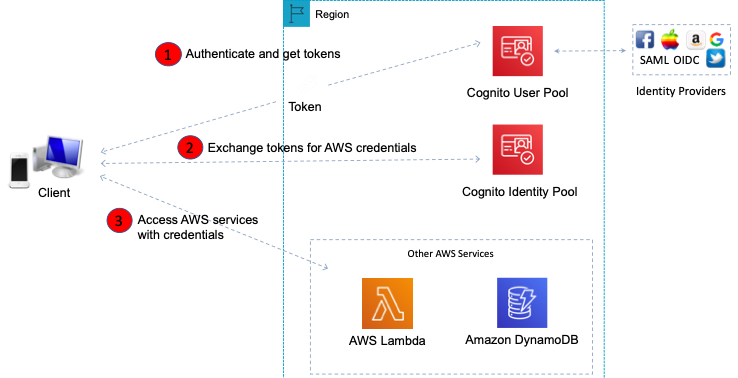 Region
1 Authenticate and get tokens
Token
Cognito User Pool
SAML OIDC
Identity Providers
2 Exchange tokens for AWS credentials
Cognito Identity Pool
Client
3 Access AWS services
with credentials
Other AWS Services
AWS Lambda
Amazon DynamoDB